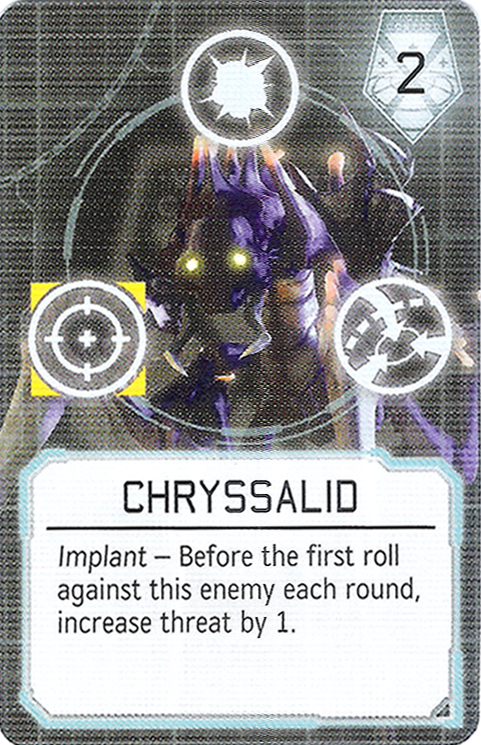 2
CHRYSSALID
Implant – Before the first roll
against this enemy each round,
increase threat by 1.